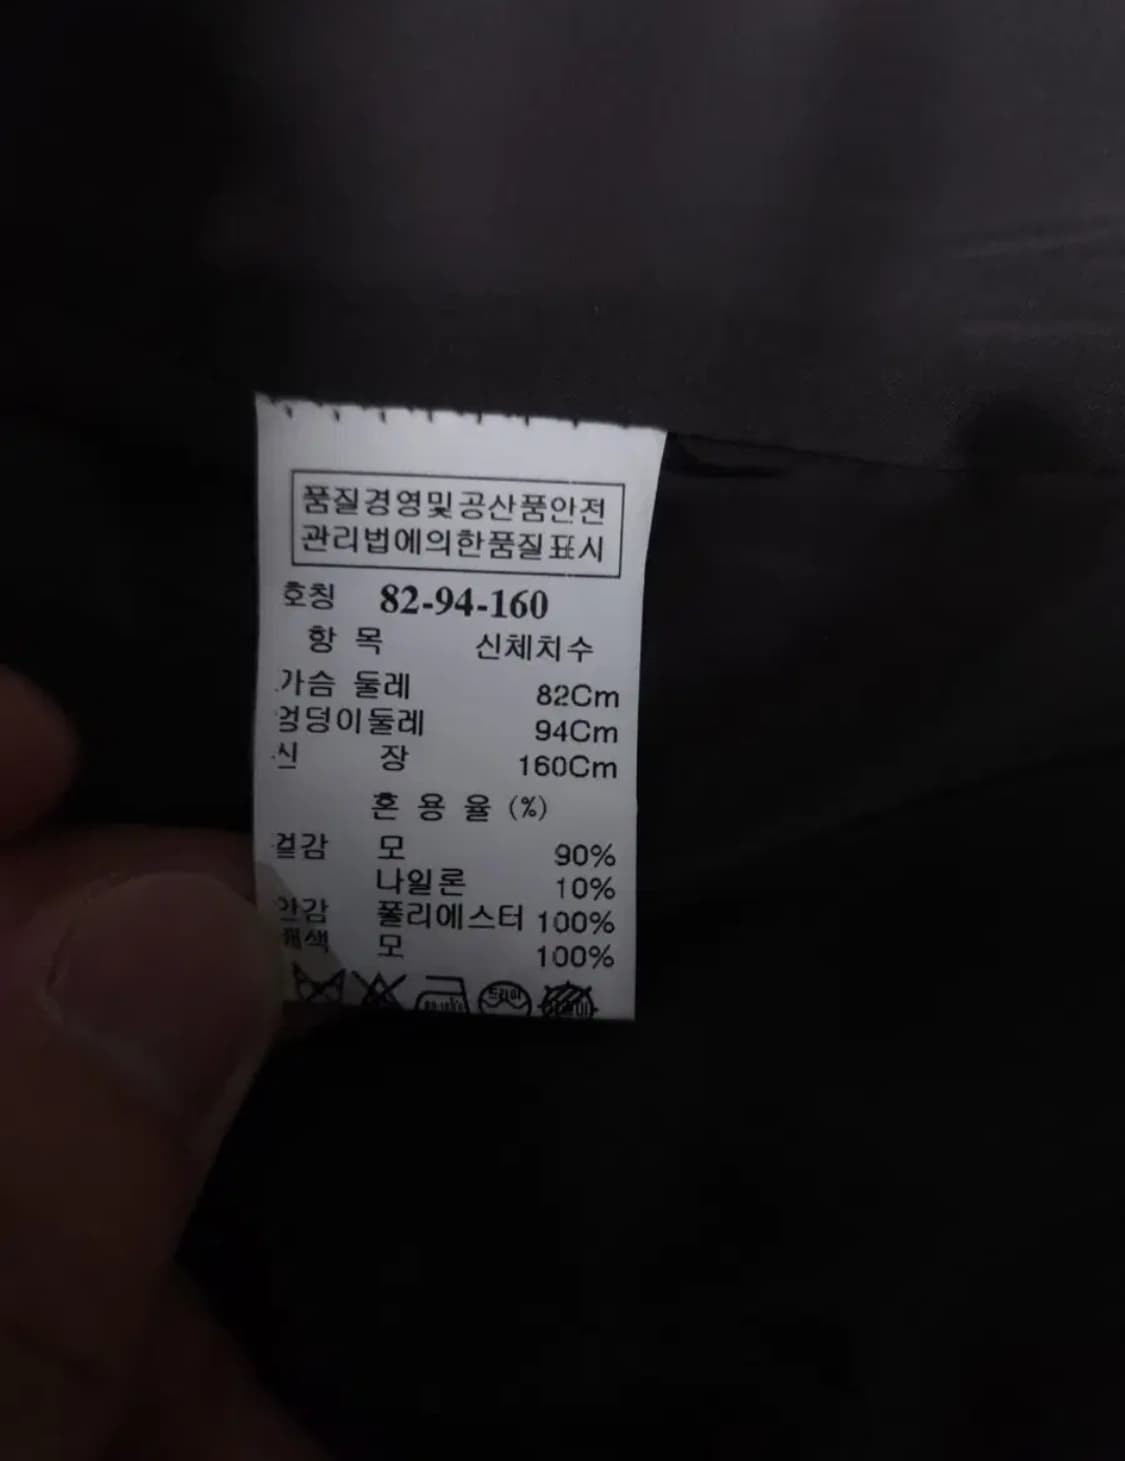 품질경영및공산품안전
관리법에의한품질표시
호칭 82-94-160
항 목 신체치수
가슴 둘레 82Cm
엉덩이둘레 94Cm
신 장 160Cm
혼 용 율 (%)
겉감 모 90%
나일론 10%
안감 폴리에스터 100%
배색 모 100%
드라이